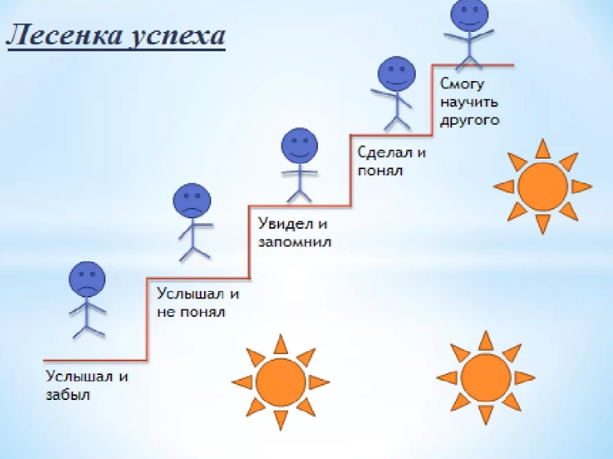 Лесенка успеха
Смогу
научить
другого
Сделал и
понял
Увидел и
запомнил
Услышал и
не понял
Услышал и
забыл